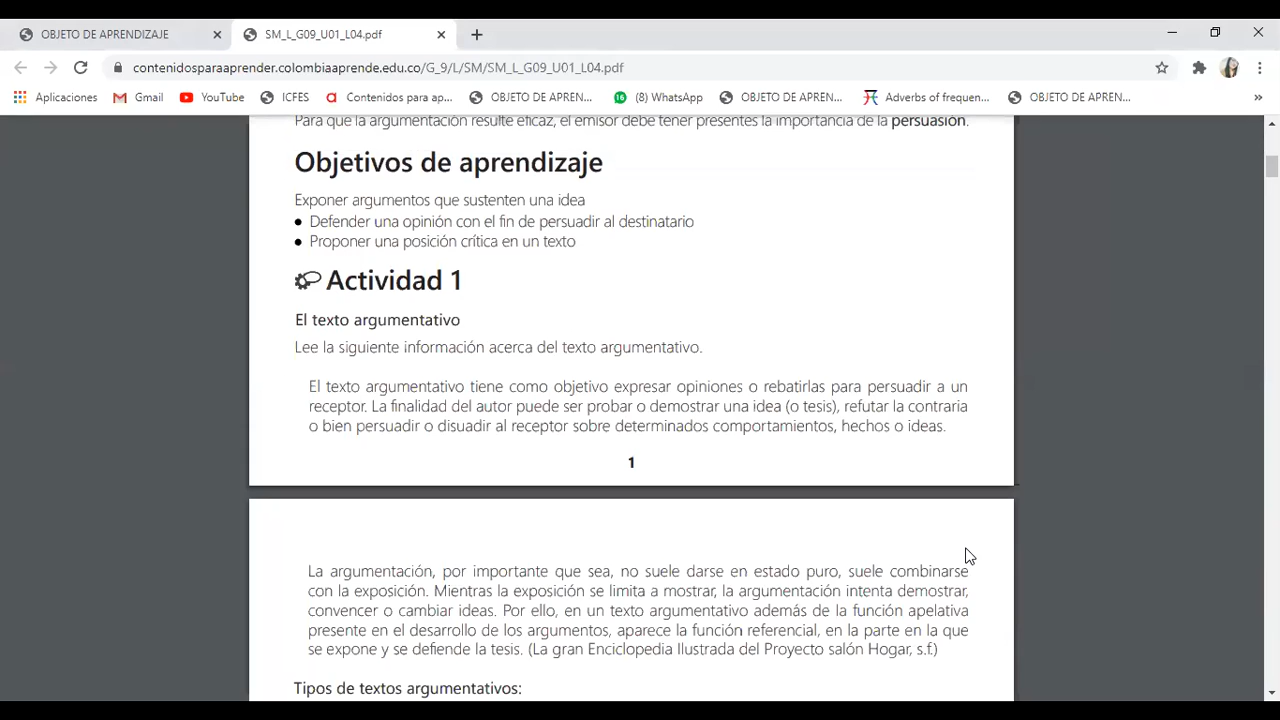 OBJETO DE APRENDIZAJE
SM_L_G09_U01_L04.pdf
contenidosparaaprender.colombiaaprende.edu.co/G_9/L/SM/SM_L_G09_U01_L04.pdf
Aplicaciones Gmail YouTube ICFES Contenidos para ap... OBJETO DE APREN... (8) WhatsApp OBJETO DE APREN... Adverbs of frequen... OBJETO DE APREN... »
Para que la argumentación resulte eficaz, el emisor debe tener presentes la importancia de la persuasión.
Objetivos de aprendizaje
Exponer argumentos que sustenten una idea
● Defender una opinión con el fin de persuadir al destinatario
● Proponer una posición crítica en un texto
Actividad 1
El texto argumentativo
Lee la siguiente información acerca del texto argumentativo.
El texto argumentativo tiene como objetivo expresar opiniones o rebatirlas para persuadir a un
receptor. La finalidad del autor puede ser probar o demostrar una idea (o tesis), refutar la contraria
o bien persuadir o disuadir al receptor sobre determinados comportamientos, hechos o ideas.
1
La argumentación, por importante que sea, no suele darse en estado puro, suele combinarse
con la exposición. Mientras la exposición se limita a mostrar, la argumentación intenta demostrar,
convencer o cambiar ideas. Por ello, en un texto argumentativo además de la función apelativa
presente en el desarrollo de los argumentos, aparece la función referencial, en la parte en la que
se expone y se defiende la tesis. (La gran Enciclopedia Ilustrada del Proyecto salón Hogar, s.f.)
Tipos de textos argumentativos: